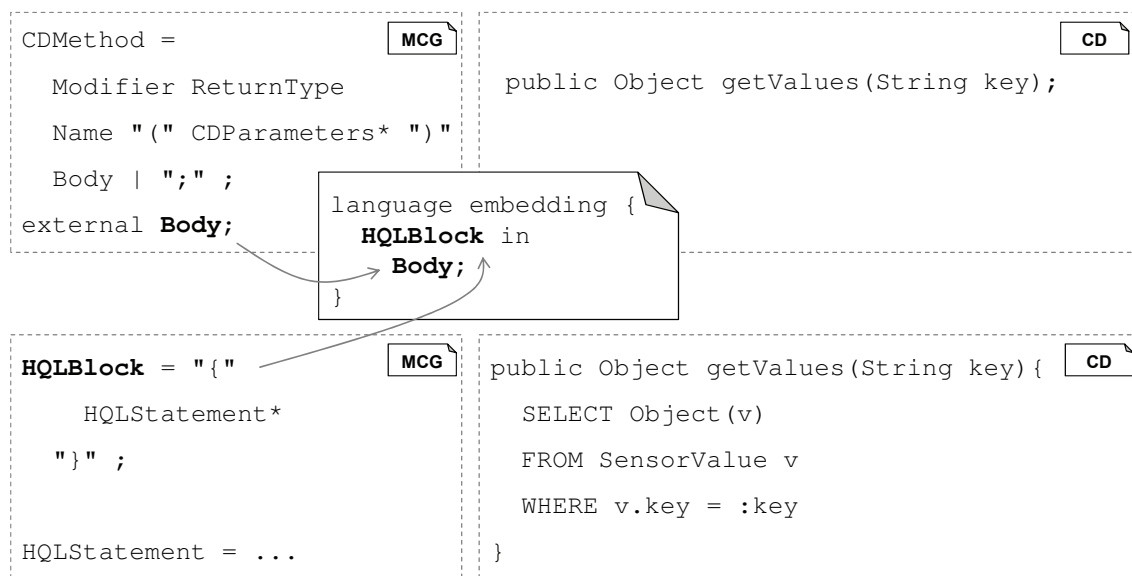 CDMethod =
MCG
Modifier ReturnType
Name "(" CDParameters* ")"
Body | ";" ;
external Body;
CD
public Object getValues(String key);
language embedding {
HQLBlock in
Body;
}
HQLBlock = "{"
MCG
HQLStatement*
"}" ;
HQLStatement = ...
public Object getValues(String key){
CD
SELECT Object(v)
FROM SensorValue v
WHERE v.key = :key
}